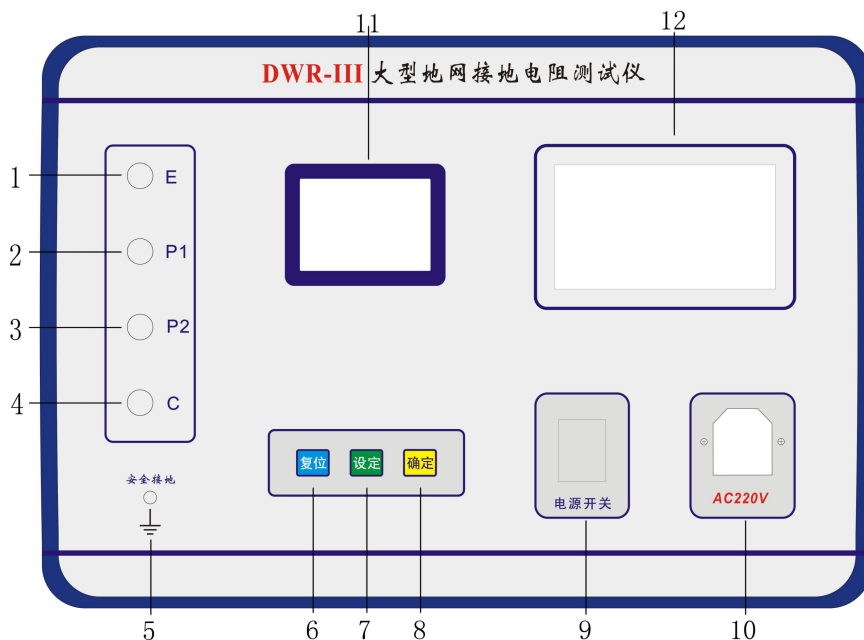 11 12
DWR-III 大型地网接地电阻测试仪
1 E
2 P1
3 P2
4 C
安全接地
复位 设定 确定
电源开关
AC220V
5 6 7 8 9 10